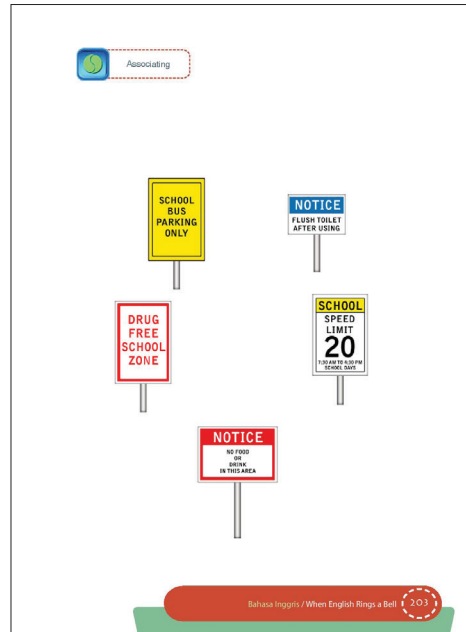 Associating
SCHOOL
BUS
PARKING
ONLY
NOTICE
FLUSH TOILET
AFTER USING
DRUG
FREE
SCHOOL
ZONE
SCHOOL
SPEED
LIMIT
20
7:30 AM TO 4:30 PM
SCHOOL DAYS
NOTICE
NO FOOD
OR
DRINK
IN THIS AREA
Bahasa Inggris / When English Rings a Bell 203